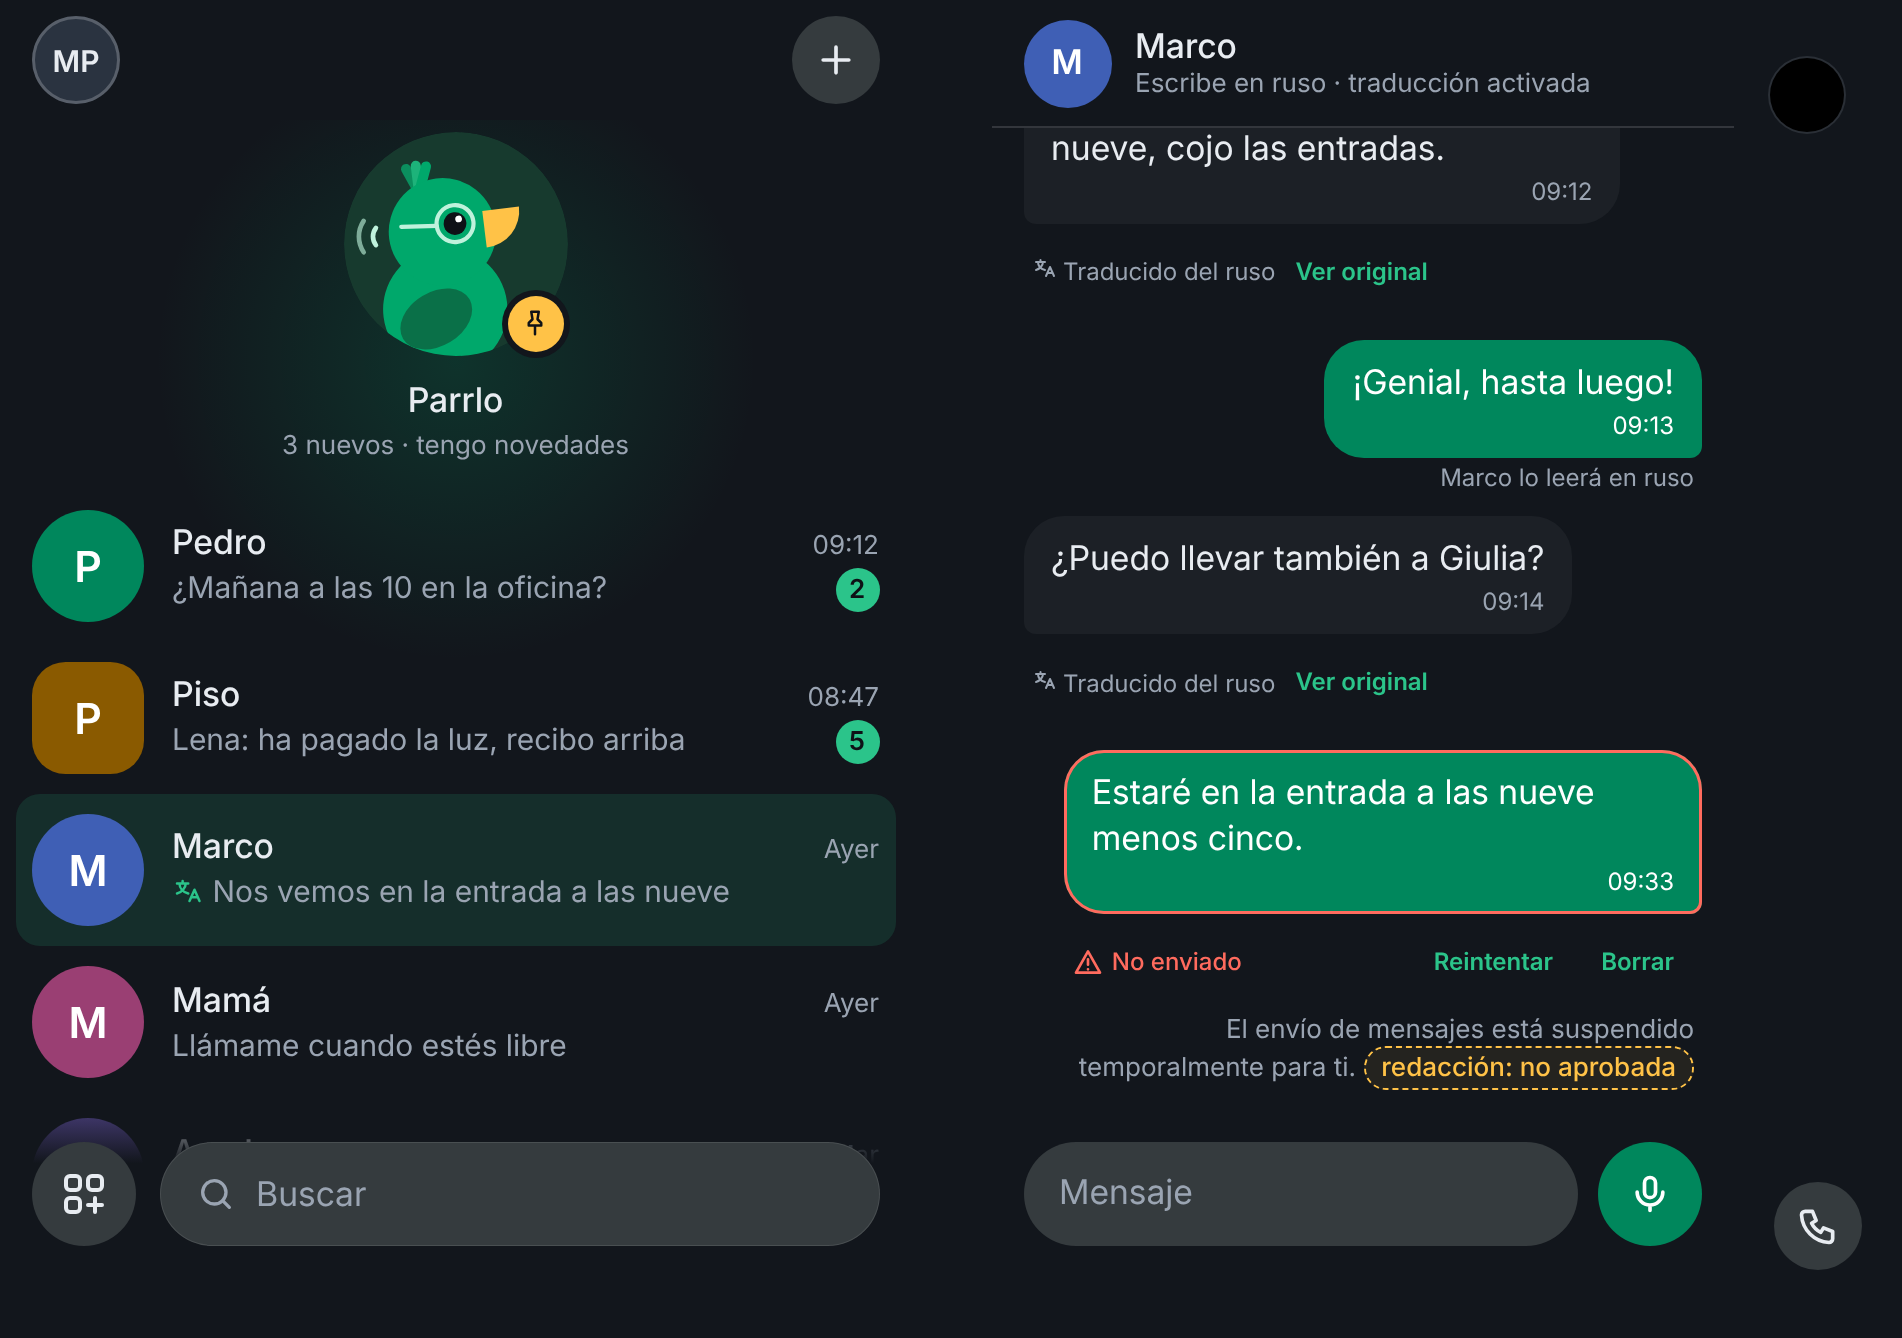 MP
Parrlo
3 nuevos · tengo novedades
P
Pedro
09:12
¿Mañana a las 10 en la oficina?
2
P
Piso
08:47
Lena: ha pagado la luz, recibo arriba
5
M
Marco
Ayer
Nos vemos en la entrada a las nueve
M
Mamá
Ayer
Llámame cuando estés libre
Buscar
M
Marco
Escribe en ruso · traducción activada
nueve, cojo las entradas.
09:12
Traducido del ruso Ver original
¡Genial, hasta luego!
09:13
Marco lo leerá en ruso
¿Puedo llevar también a Giulia?
09:14
Traducido del ruso Ver original
Estaré en la entrada a las nueve
menos cinco.
09:33
No enviado Reintentar Borrar
El envío de mensajes está suspendido
temporalmente para ti. redacción: no aprobada
Mensaje